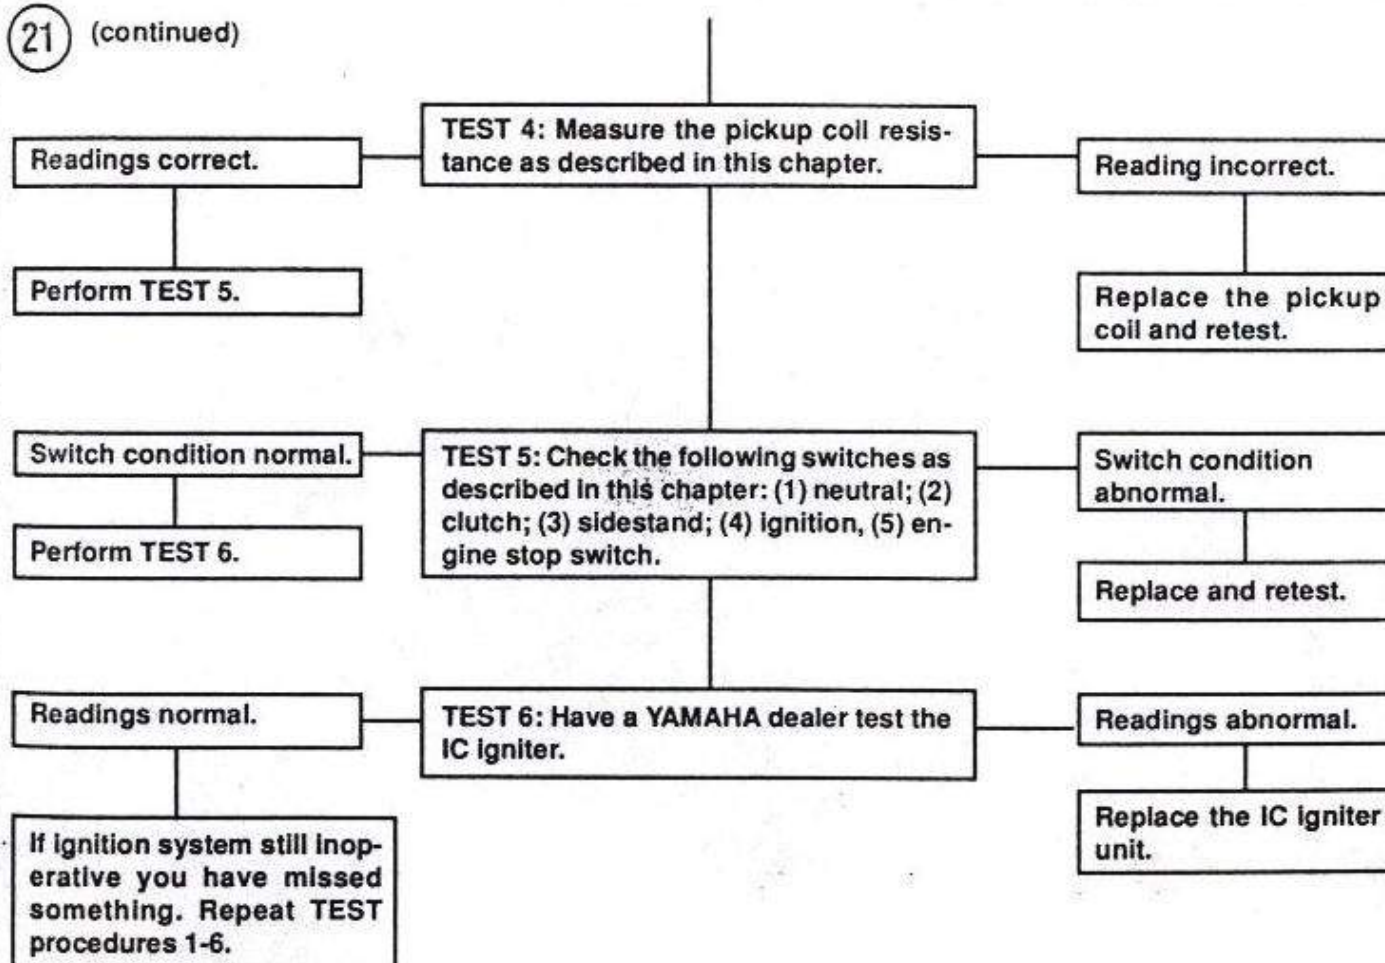 21 (continued)
TEST 4: Measure the pickup coil resis-
tance as described in this chapter.
Readings correct.
Reading incorrect.
Perform TEST 5.
Replace the pickup
coil and retest.
TEST 5: Check the following switches as
described in this chapter: (1) neutral; (2)
clutch; (3) sidestand; (4) ignition, (5) en-
gine stop switch.
Switch condition normal.
Switch condition
abnormal.
Perform TEST 6.
Replace and retest.
TEST 6: Have a YAMAHA dealer test the
IC igniter.
Readings normal.
Readings abnormal.
If ignition system still inop-
erative you have missed
something. Repeat TEST
procedures 1-6.
Replace the IC igniter
unit.